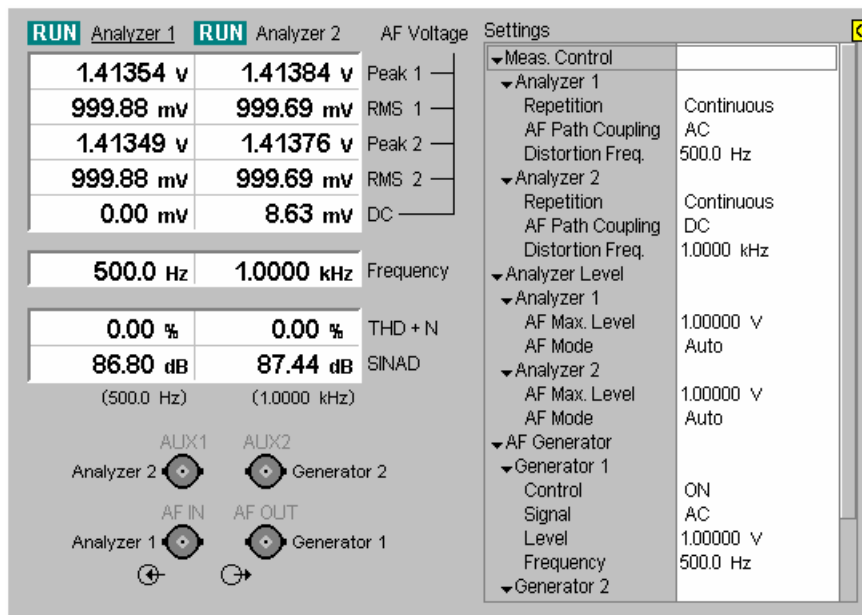 RUN Analyzer 1 RUN Analyzer 2 AF Voltage
1.41354 V 1.41384 V Peak 1
999.88 mV 999.69 mV RMS 1
1.41349 V 1.41376 V Peak 2
999.88 mV 999.69 mV RMS 2
0.00 mV 8.63 mV DC
500.0 Hz 1.0000 kHz Frequency
0.00 % 0.00 % THD + N
86.80 dB 87.44 dB SINAD
(500.0 Hz) (1.0000 kHz)
AUX1 AUX2
Analyzer 2 Generator 2
AF IN AF OUT
Analyzer 1 Generator 1
Settings
Meas. Control
Analyzer 1
Repetition Continuous
AF Path Coupling AC
Distortion Freq. 500.0 Hz
Analyzer 2
Repetition Continuous
AF Path Coupling DC
Distortion Freq. 1.0000 kHz
Analyzer Level
Analyzer 1
AF Max. Level 1.00000 V
AF Mode Auto
Analyzer 2
AF Max. Level 1.00000 V
AF Mode Auto
AF Generator
Generator 1
Control ON
Signal AC
Level 1.00000 V
Frequency 500.0 Hz
Generator 2